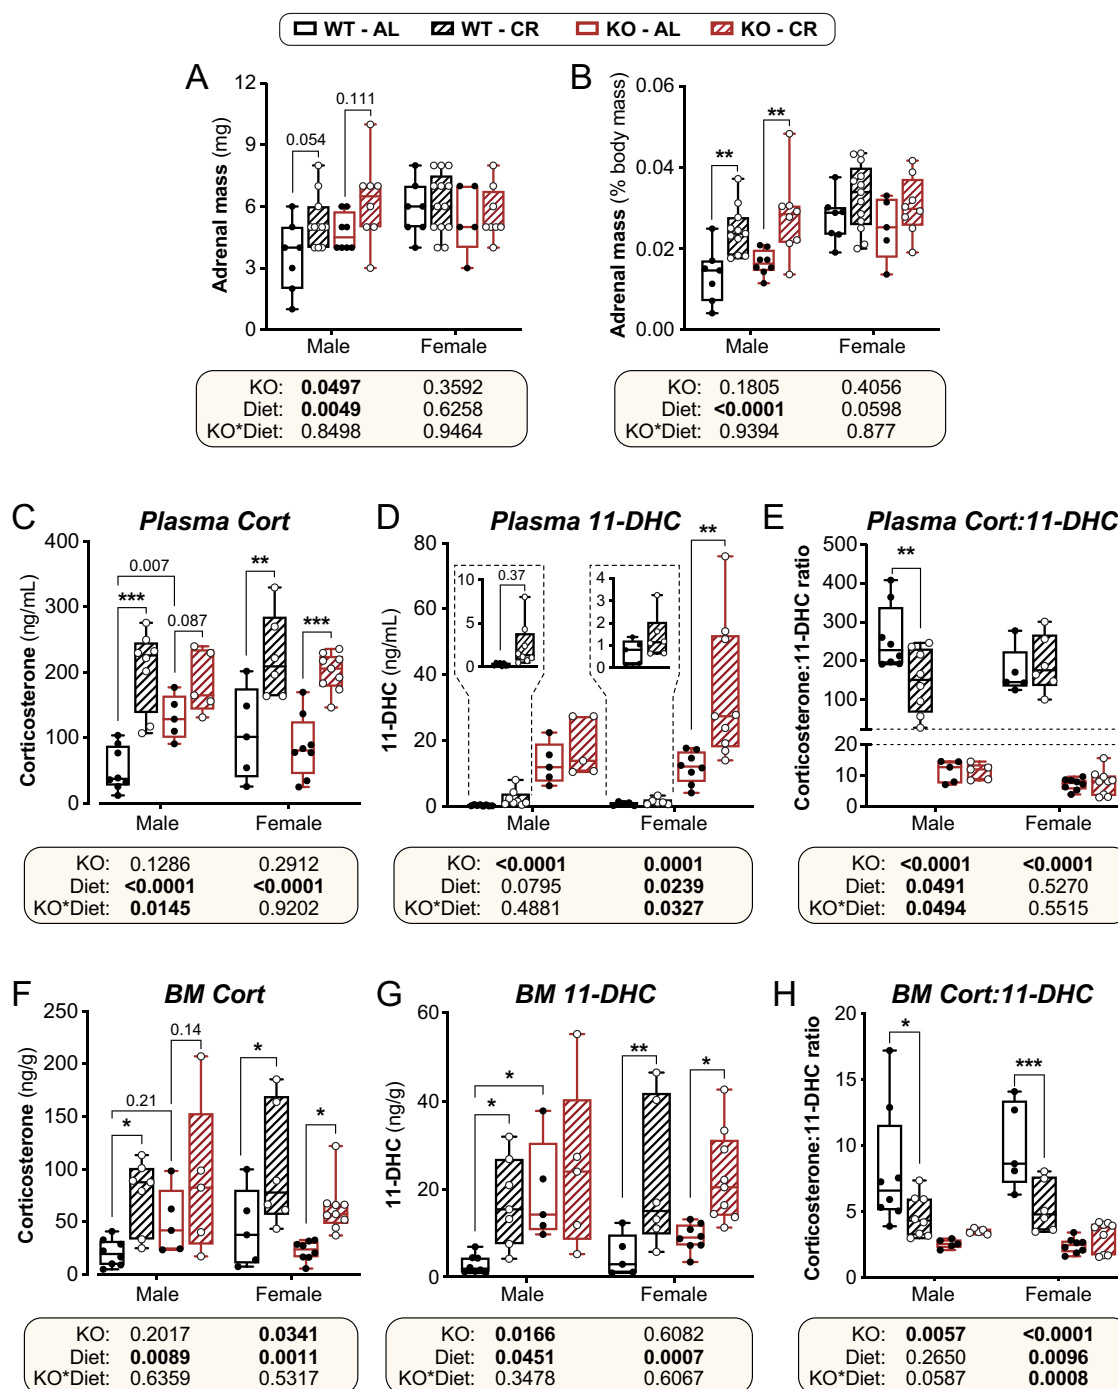 WT - AL WT - CR KO - AL KO - CR
A
Adrenal mass (mg)
12
9
6
3
0
0.054
0.111
Male Female
KO: 0.0497 0.3592
Diet: 0.0049 0.6258
KO*Diet: 0.8498 0.9464
B
Adrenal mass (% body mass)
0.06
0.04
0.02
0.00
**
**
Male Female
KO: 0.1805 0.4056
Diet: <0.0001 0.0598
KO*Diet: 0.9394 0.877
C
Plasma Cort
Corticosterone (ng/mL)
400
300
200
100
0
0.007
***
0.087
**
***
Male Female
KO: 0.1286 0.2912
Diet: <0.0001 <0.0001
KO*Diet: 0.0145 0.9202
D
Plasma 11-DHC
11-DHC (ng/mL)
80
60
40
20
0
10
5
0
0.37
4
3
2
1
0
**
Male Female
KO: <0.0001 0.0001
Diet: 0.0795 0.0239
KO*Diet: 0.4881 0.0327
E
Plasma Cort:11-DHC
Corticosterone:11-DHC ratio
500
400
300
200
100
20
10
0
**
Male Female
KO: <0.0001 <0.0001
Diet: 0.0491 0.5270
KO*Diet: 0.0494 0.5515
F
BM Cort
Corticosterone (ng/g)
250
200
150
100
50
0
0.14
0.21
*
*
*
Male Female
KO: 0.2017 0.0341
Diet: 0.0089 0.0011
KO*Diet: 0.6359 0.5317
G
BM 11-DHC
11-DHC (ng/g)
60
40
20
0
*
*
**
*
Male Female
KO: 0.0166 0.6082
Diet: 0.0451 0.0007
KO*Diet: 0.3478 0.6067
H
BM Cort:11-DHC
Corticosterone:11-DHC ratio
20
15
10
5
0
*
***
Male Female
KO: 0.0057 <0.0001
Diet: 0.2650 0.0096
KO*Diet: 0.0587 0.0008